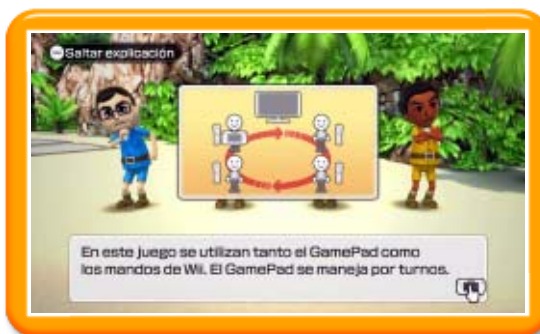 Saltar explicación
En este juego se utilizan tanto el GamePad como
los mandos de Wii. El GamePad se maneja por turnos.